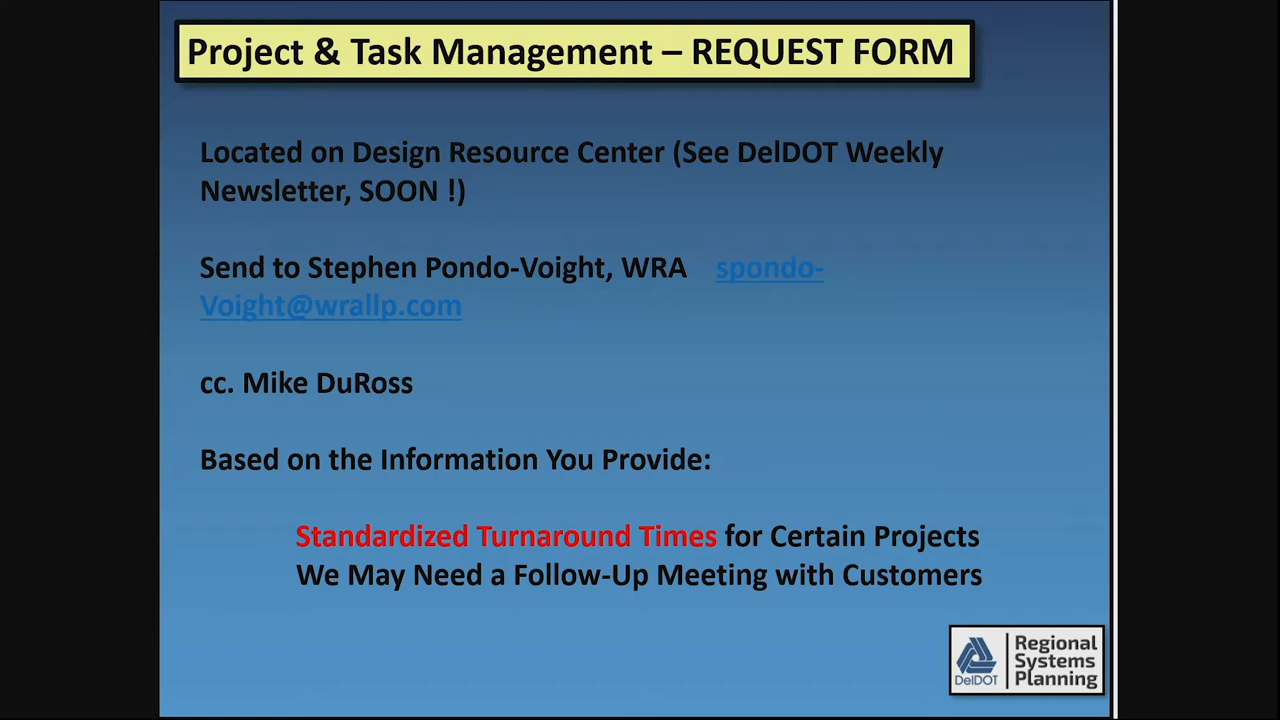 Project & Task Management – REQUEST FORM
Located on Design Resource Center (See DelDOT Weekly
Newsletter, SOON !)
Send to Stephen Pondo-Voight, WRA spondo-
Voight@wrallp.com
cc. Mike DuRoss
Based on the Information You Provide:
Standardized Turnaround Times for Certain Projects
We May Need a Follow-Up Meeting with Customers
DelDOT
Regional
Systems
Planning